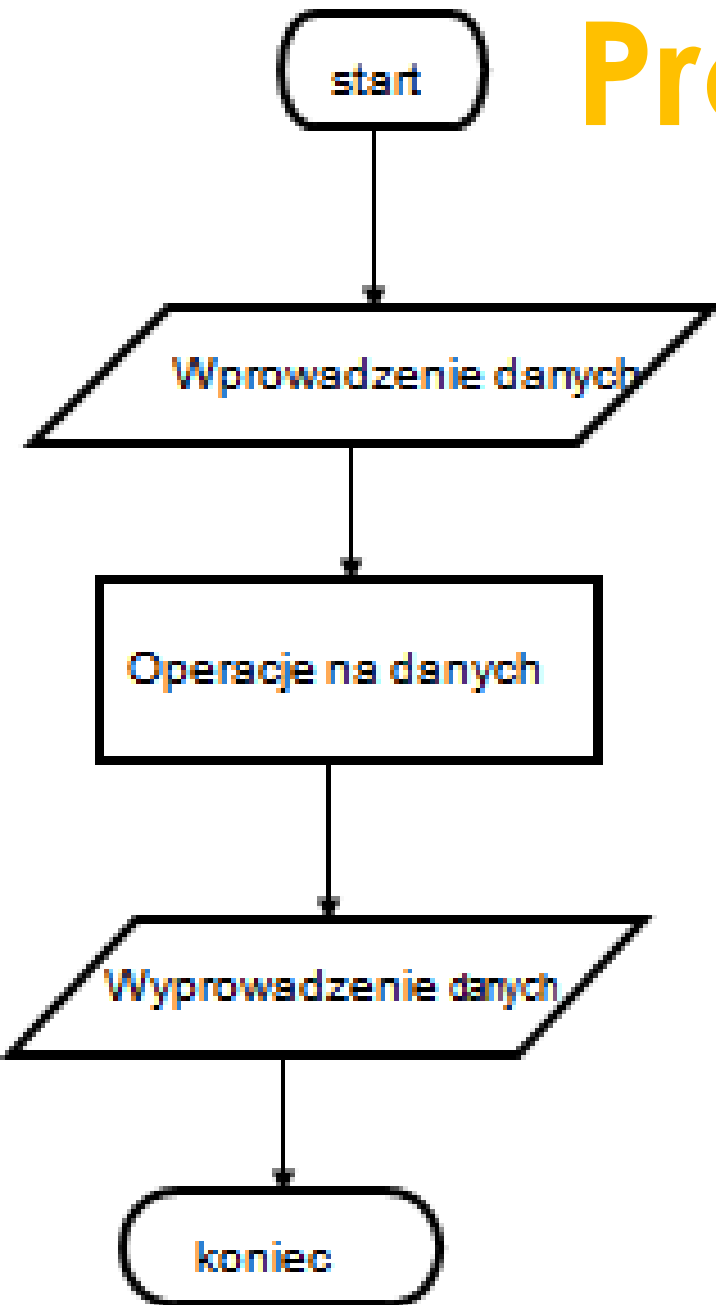 start
Wprowadzenie danych
Operacje na danych
Wyprowadzenie danych
koniec